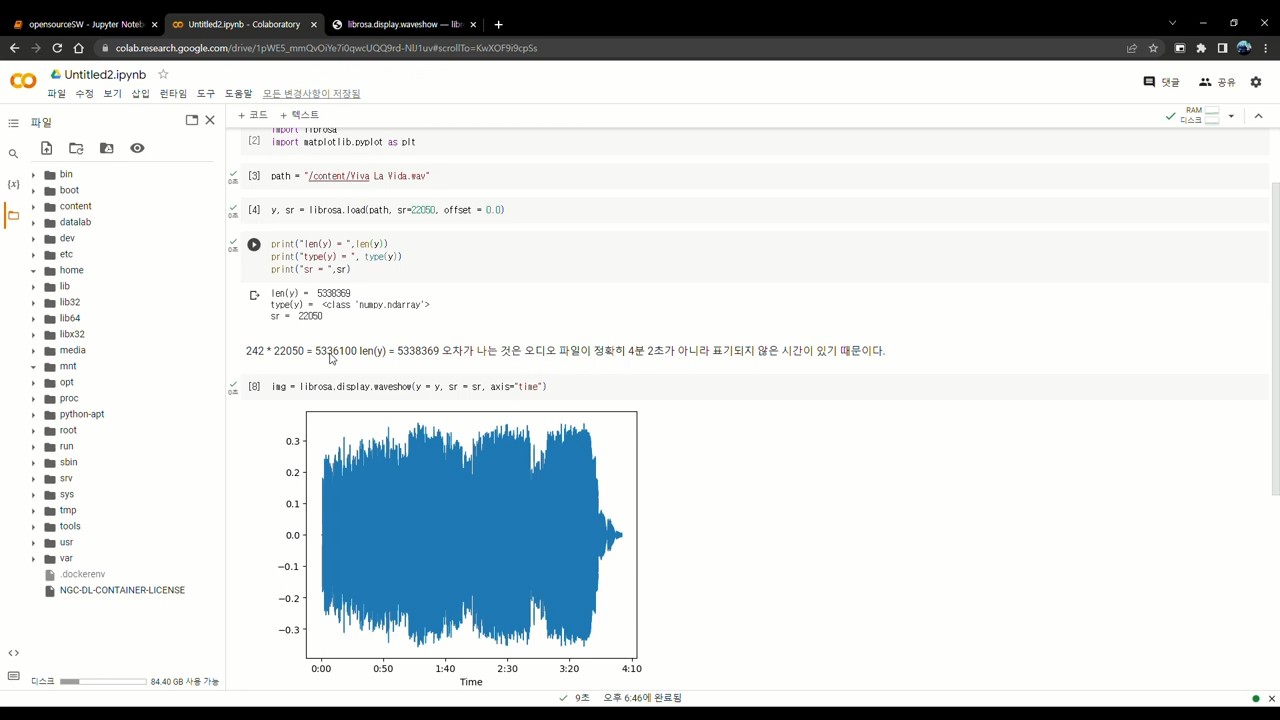 opensourceSW - Jupyter Noteb
Untitled2.ipynb - Colaboratory
librosa.display.waveshow — libr
colab.research.google.com/drive/1pWE5_mmQvOiYe7i0qwcUQQ9rd-NlJ1uv#scrollTo=KwXOF9i9cpSs
Untitled2.ipynb
파일 수정 보기 삽입 런타임 도구 도움말 모든 변경사항이 저장됨
댓글
공유
파일
+ 코드 + 텍스트
RAM
디스크
bin
boot
content
datalab
dev
etc
home
lib
lib32
lib64
libx32
media
mnt
opt
proc
python-apt
root
run
sbin
srv
sys
tmp
tools
usr
var
.dockerenv
NGC-DL-CONTAINER-LICENSE
디스크 84.40 GB 사용 가능
import librosa
[2] import matplotlib.pyplot as plt
0초 [3] path = "/content/Viva La Vida.wav"
0초 [4] y, sr = librosa.load(path, sr=22050, offset = 0.0)
0초 print("len(y) = ",len(y))
print("type(y) = ", type(y))
print("sr = ",sr)
len(y) = 5338369
type(y) = <class 'numpy.ndarray'>
sr = 22050
242 * 22050 = 5336100 len(y) = 5338369 오차가 나는 것은 오디오 파일이 정확히 4분 2초가 아니라 표기되지 않은 시간이 있기 때문이다.
0초 [8] img = librosa.display.waveshow(y = y, sr = sr, axis="time")
0.3
0.2
0.1
0.0
−0.1
−0.2
−0.3
0:00 0:50 1:40 2:30 3:20 4:10
Time
9초 오후 6:46에 완료됨